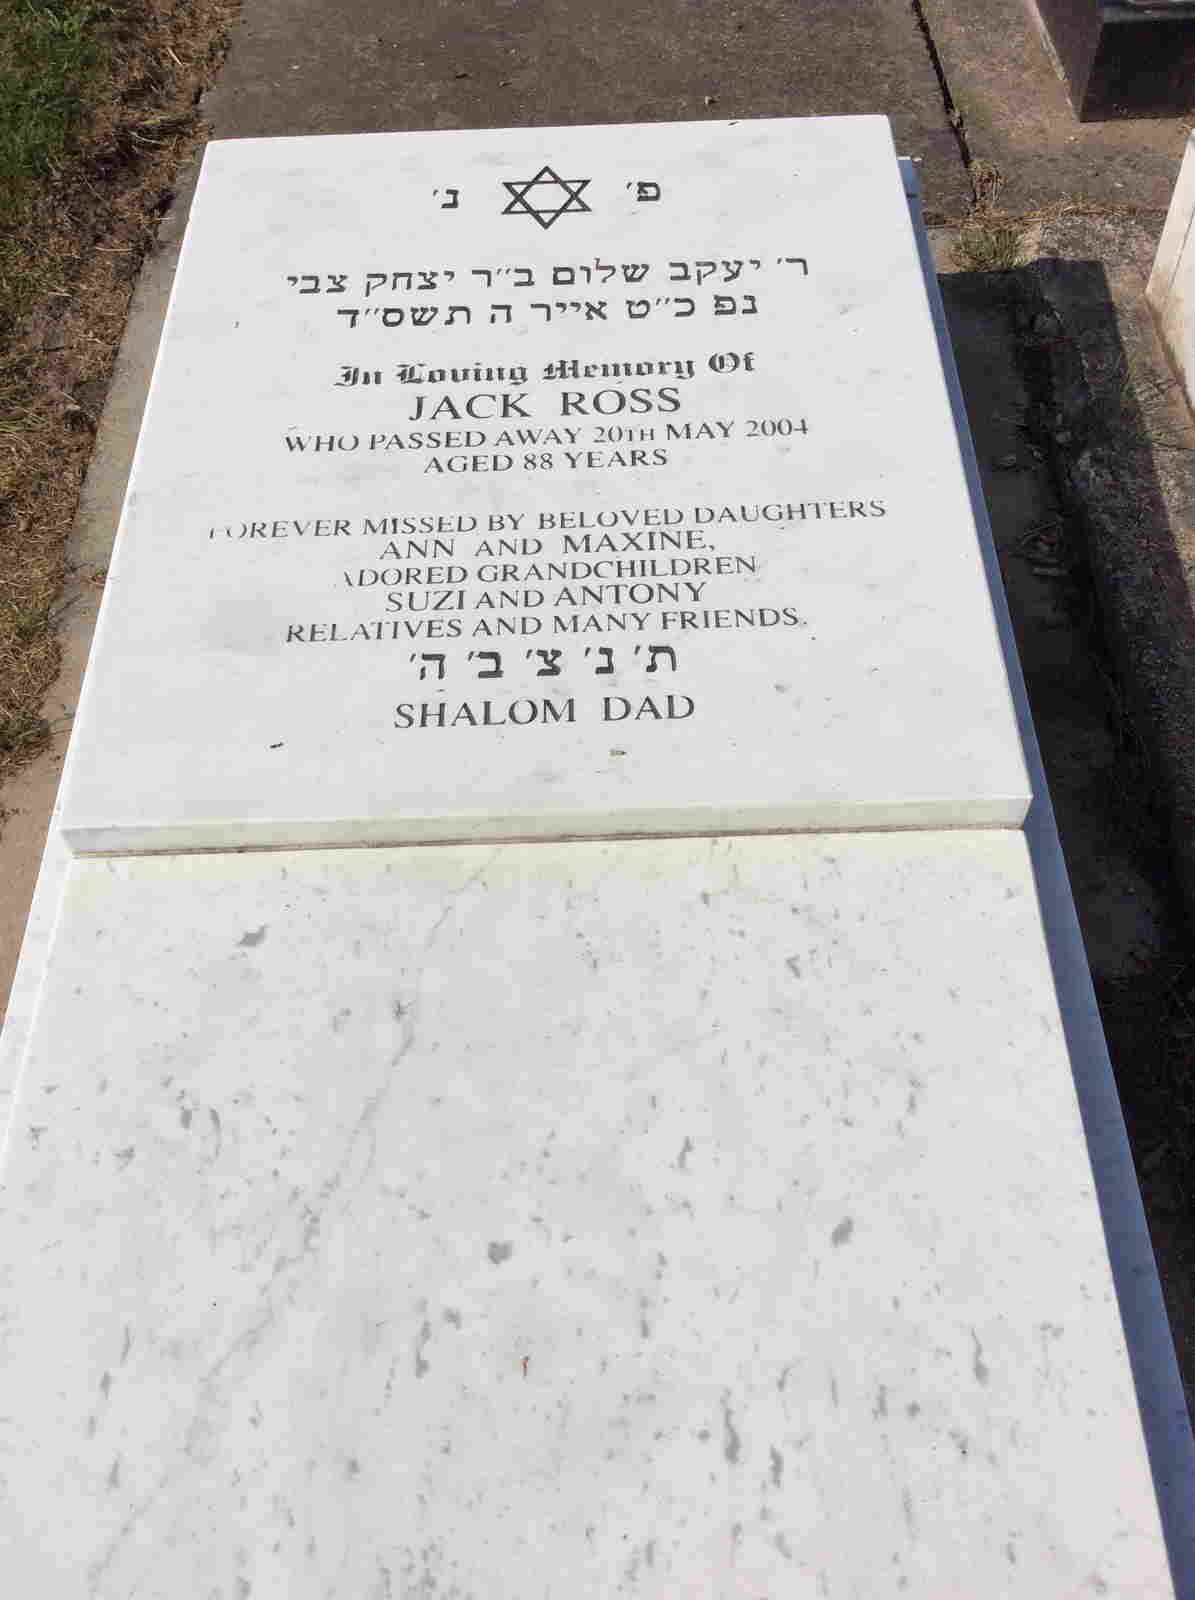 פ׳ נ׳
ר׳ יעקב שלום ב״ר יצחק צבי
נפ כ״ט אייר ה תשס״ד
In Loving Memory Of
JACK ROSS
WHO PASSED AWAY 20TH MAY 2004
AGED 88 YEARS
FOREVER MISSED BY BELOVED DAUGHTERS
ANN AND MAXINE,
ADORED GRANDCHILDREN
SUZI AND ANTONY
RELATIVES AND MANY FRIENDS.
ת׳ נ׳ צ׳ ב׳ ה׳
SHALOM DAD